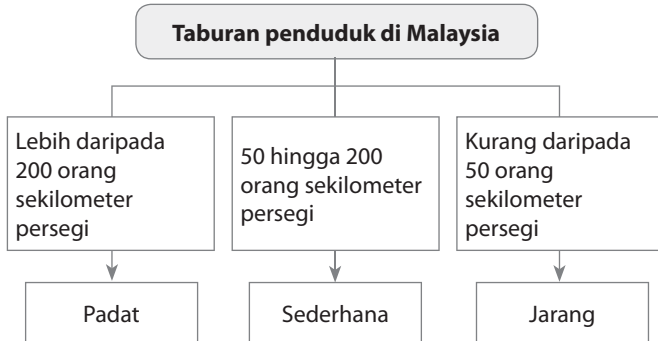 Taburan penduduk di Malaysia
Lebih daripada
200 orang
sekilometer
persegi
50 hingga 200
orang sekilometer
persegi
Kurang daripada
50 orang
sekilometer
persegi
Padat
Sederhana
Jarang